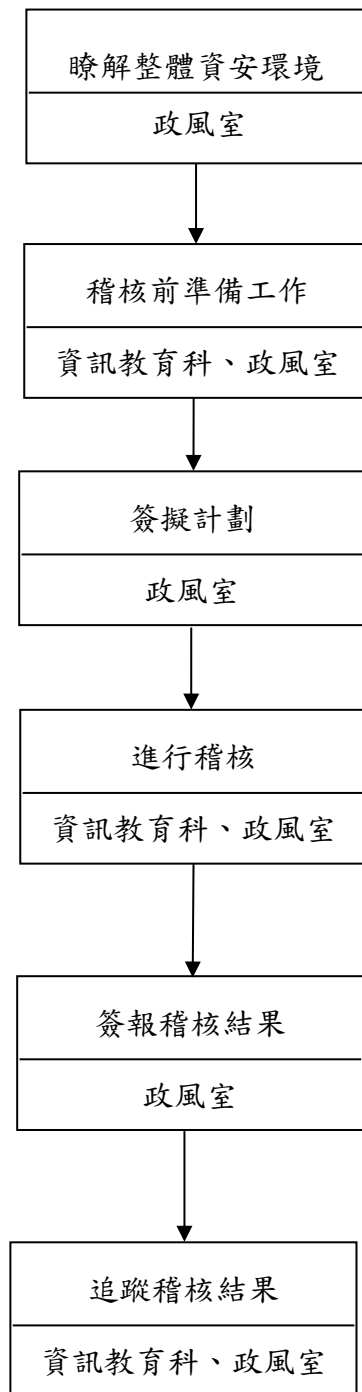 瞭解整體資安環境
政風室
稽核前準備工作
資訊教育科、政風室
簽擬計劃
政風室
進行稽核
資訊教育科、政風室
簽報稽核結果
政風室
追蹤稽核結果
資訊教育科、政風室